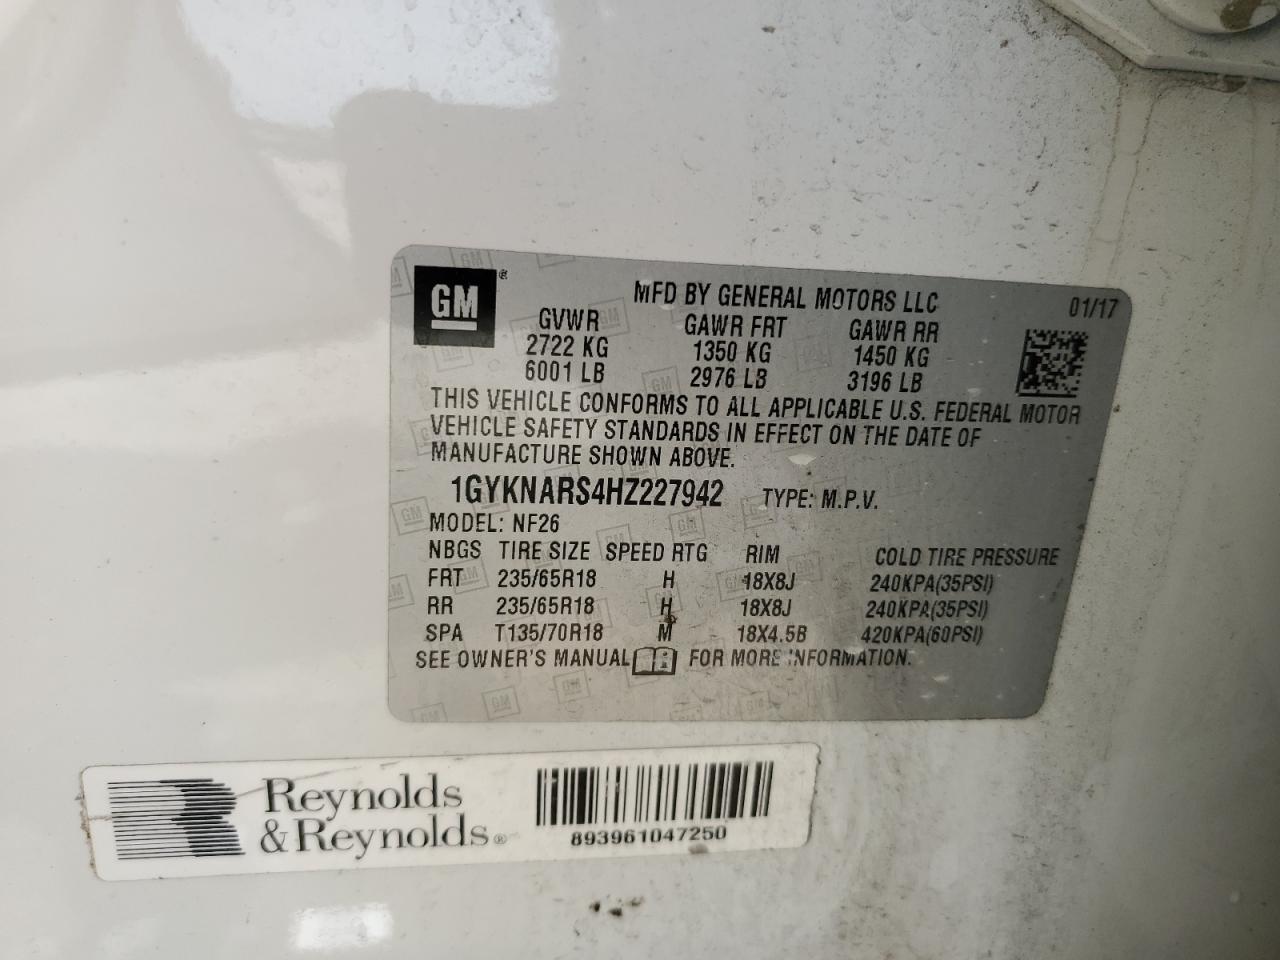 GM®
MFD BY GENERAL MOTORS LLC 01/17
GVWR GAWR FRT GAWR RR
2722 KG 1350 KG 1450 KG
6001 LB 2976 LB 3196 LB
THIS VEHICLE CONFORMS TO ALL APPLICABLE U.S. FEDERAL MOTOR
VEHICLE SAFETY STANDARDS IN EFFECT ON THE DATE OF
MANUFACTURE SHOWN ABOVE.
1GYKNARS4HZ227942 TYPE: M.P.V.
MODEL: NF26
NBGS TIRE SIZE SPEED RTG RIM COLD TIRE PRESSURE
FRT 235/65R18 H 18X8J 240KPA(35PSI)
RR 235/65R18 H 18X8J 240KPA(35PSI)
SPA T135/70R18 M 18X4.5B 420KPA(60PSI)
SEE OWNER'S MANUAL FOR MORE INFORMATION.
Reynolds
&Reynolds®
893961047250